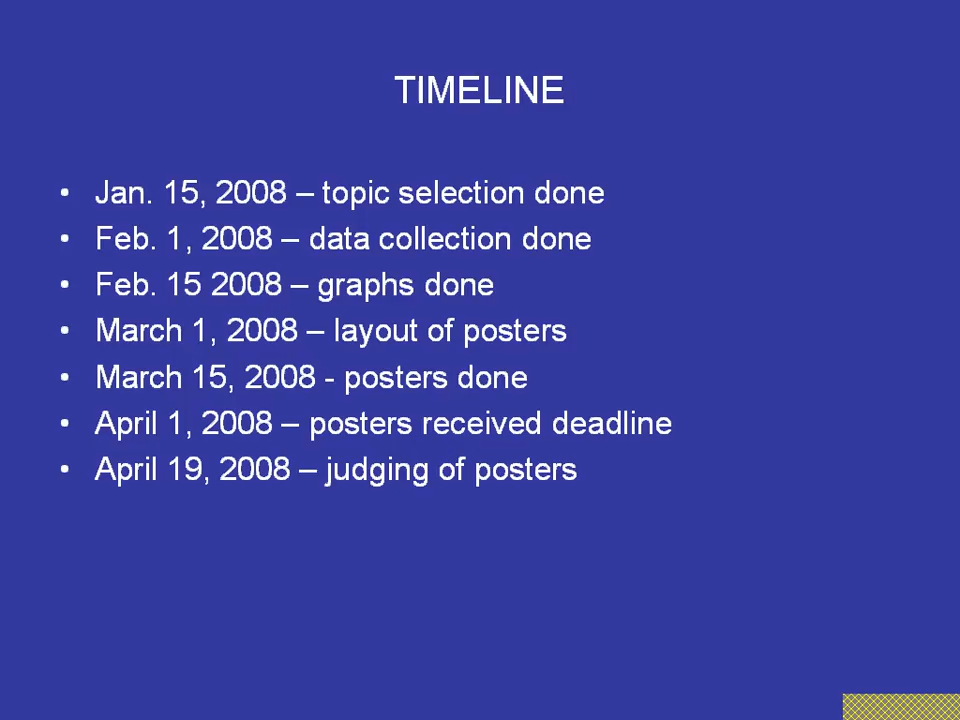 TIMELINE
• Jan. 15, 2008 – topic selection done
• Feb. 1, 2008 – data collection done
• Feb. 15 2008 – graphs done
• March 1, 2008 – layout of posters
• March 15, 2008 - posters done
• April 1, 2008 – posters received deadline
• April 19, 2008 – judging of posters